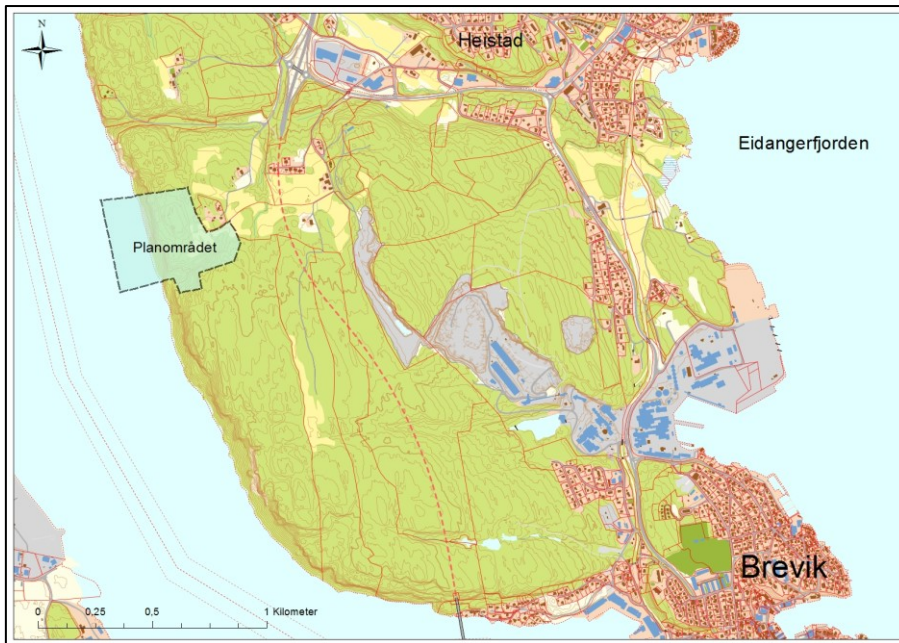 N
Heistad
Eidangerfjorden
Planområdet
Brevik
0 0,25 0,5 1 Kilometer